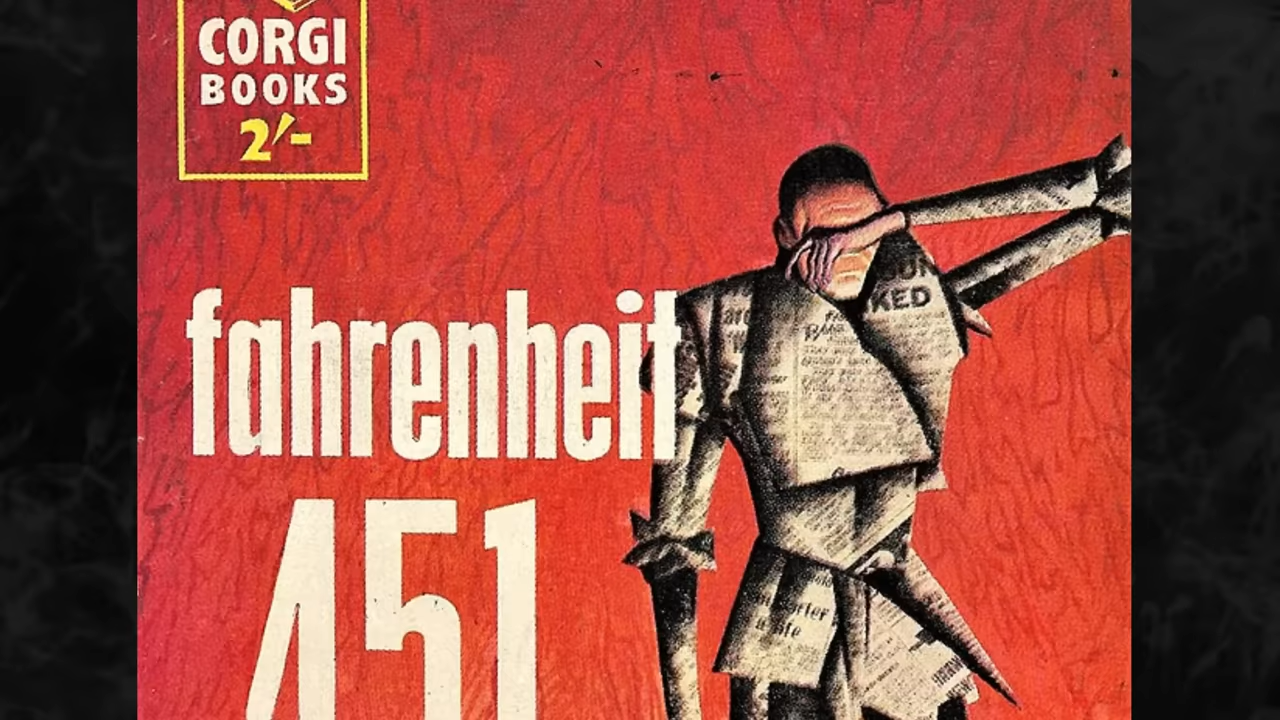 CORGI
BOOKS
2/-
fahrenheit
451
KED